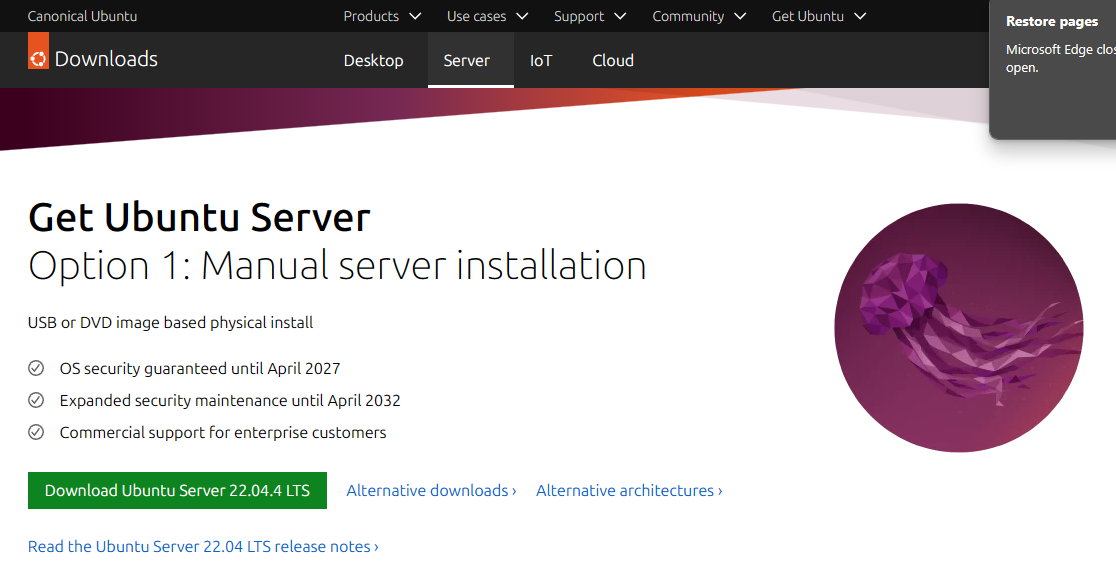 Canonical Ubuntu
Products
Use cases
Support
Community
Get Ubuntu
Restore pages
Microsoft Edge clos
open.
Downloads
Desktop
Server
IoT
Cloud
Get Ubuntu Server
Option 1: Manual server installation
USB or DVD image based physical install
OS security guaranteed until April 2027
Expanded security maintenance until April 2032
Commercial support for enterprise customers
Download Ubuntu Server 22.04.4 LTS
Alternative downloads ›
Alternative architectures ›
Read the Ubuntu Server 22.04 LTS release notes ›